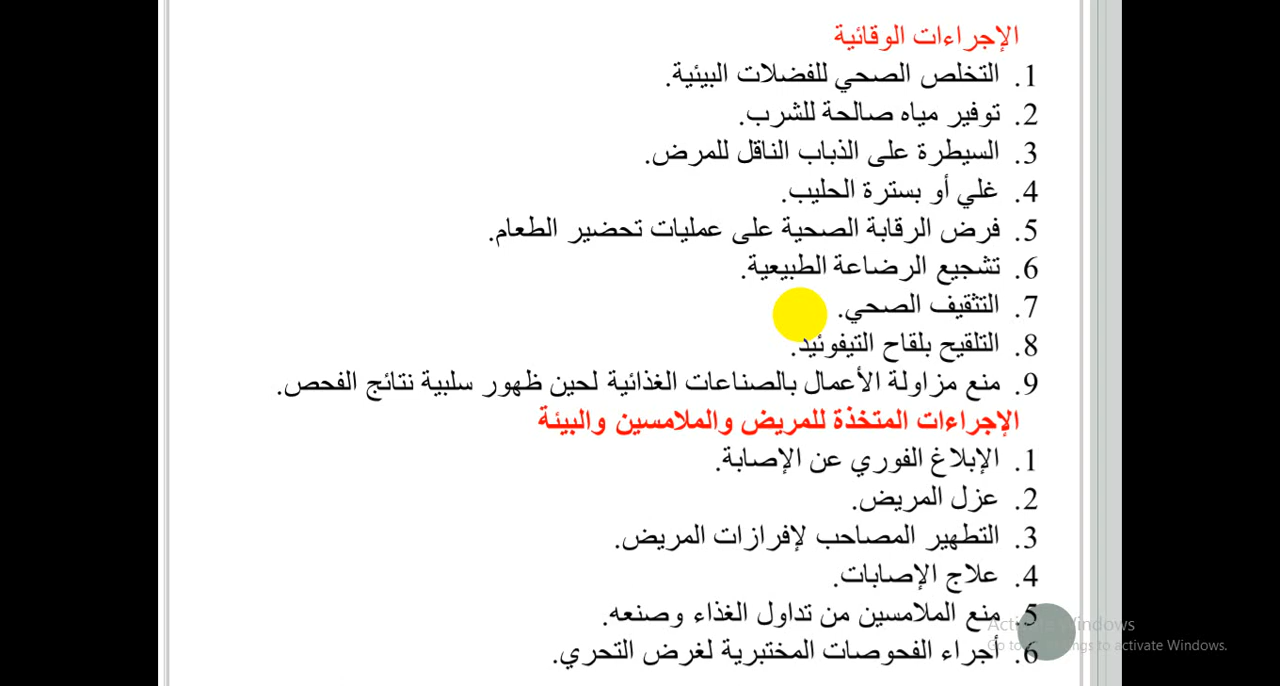 الإجراءات الوقائية
1. التخلص الصحي للفضلات البيئية.
2. توفير مياه صالحة للشرب.
3. السيطرة على الذباب الناقل للمرض.
4. غلي أو بسترة الحليب.
5. فرض الرقابة الصحية على عمليات تحضير الطعام.
6. تشجيع الرضاعة الطبيعية.
7. التثقيف الصحي.
8. التلقيح بلقاح التيفوئيد.
9. منع مزاولة الأعمال بالصناعات الغذائية لحين ظهور سلبية نتائج الفحص.
الإجراءات المتخذة للمريض والملامسين والبيئة
1. الإبلاغ الفوري عن الإصابة.
2. عزل المريض.
3. التطهير المصاحب لإفرازات المريض.
4. علاج الإصابات.
5. منع الملامسين من تداول الغذاء وصنعه.
6. أجراء الفحوصات المختبرية لغرض التحري.
Windows
to activate Windows.